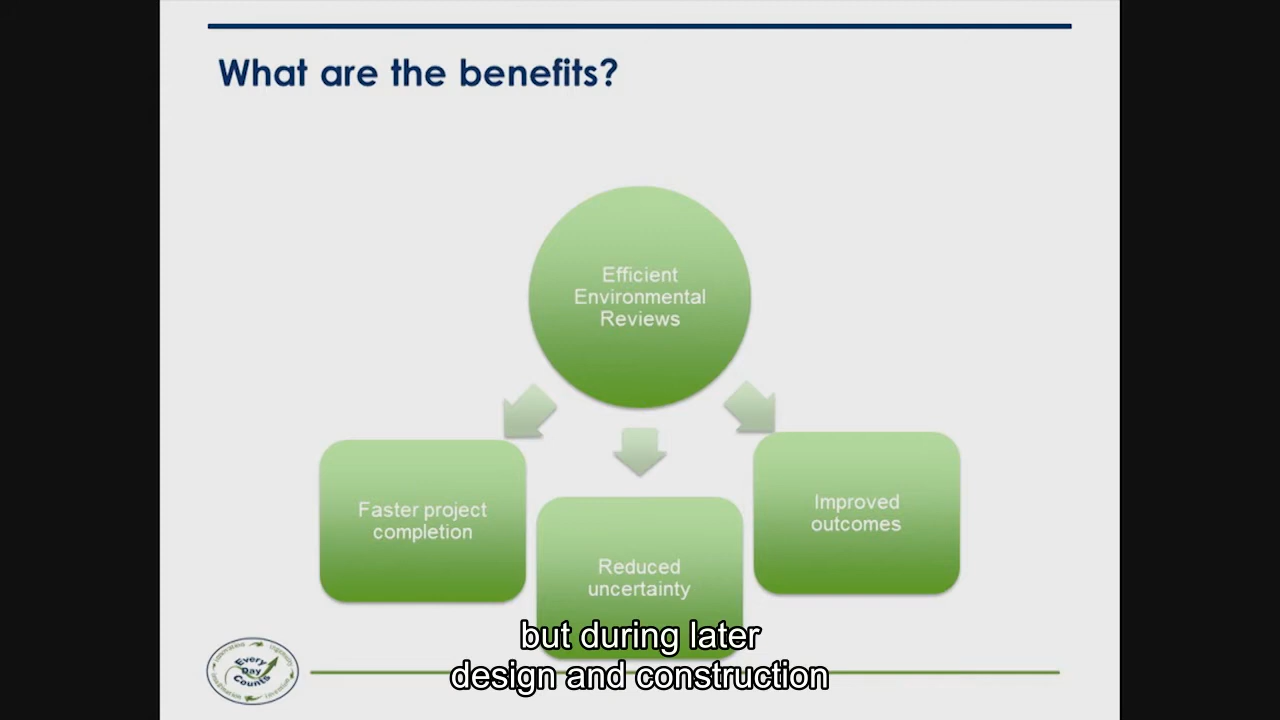 What are the benefits?
Efficient
Environmental
Reviews
Faster project
completion
Reduced
uncertainty
Improved
outcomes
but during later
design and construction
Every
Day
Counts